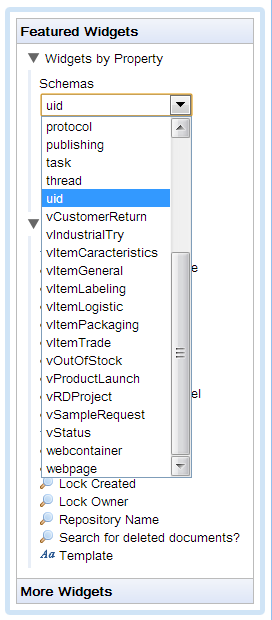 Featured Widgets
Widgets by Property
Schemas
uid
protocol
publishing
task
thread
uid
vCustomerReturn
vIndustrialTry
vItemCaracteristics
vItemGeneral
vItemLabeling
vItemLogistic
vItemPackaging
vItemTrade
vOutOfStock
vProductLaunch
vRDProject
vSampleRequest
vStatus
webcontainer
webpage
Lock Created
Lock Owner
Repository Name
Search for deleted documents?
Aa Template
More Widgets